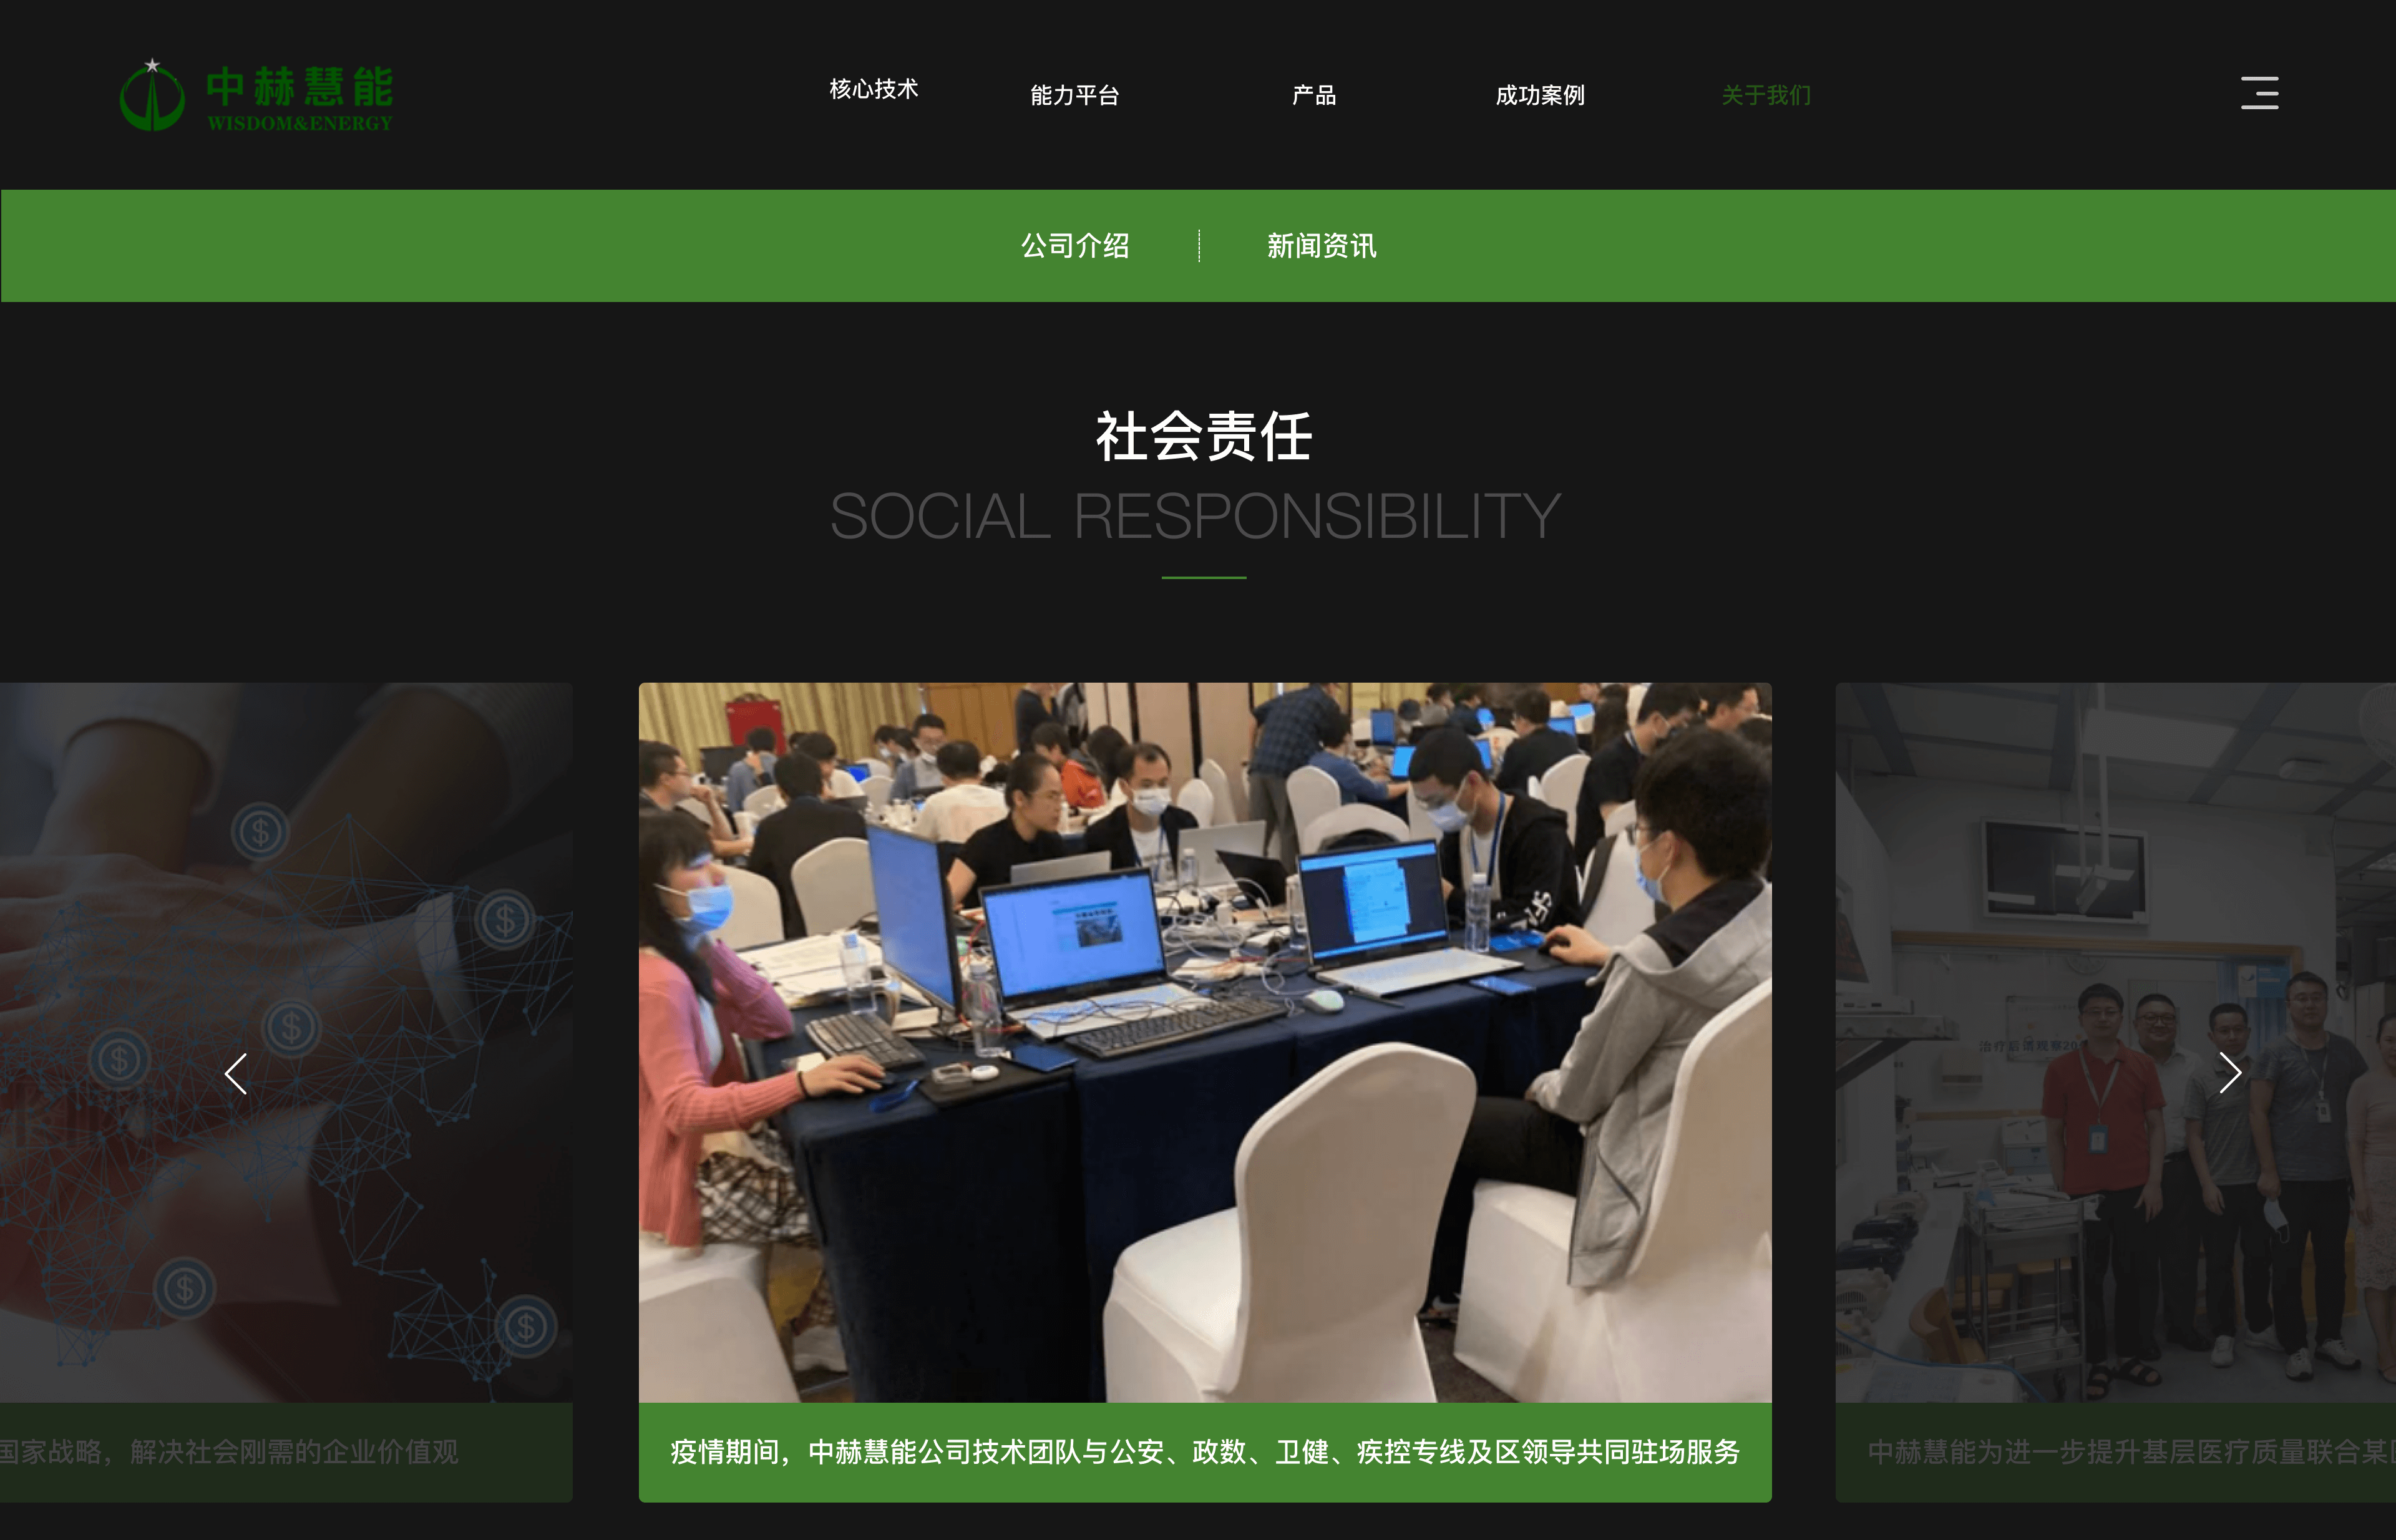 中赫慧能
WISDOM&ENERGY
核心技术
能力平台
产品
成功案例
关于我们
公司介绍
新闻资讯
社会责任
SOCIAL RESPONSIBILITY
国家战略，解决社会刚需的企业价值观
疫情期间，中赫慧能公司技术团队与公安、政数、卫健、疾控专线及区领导共同驻场服务
中赫慧能为进一步提升基层医疗质量联合某